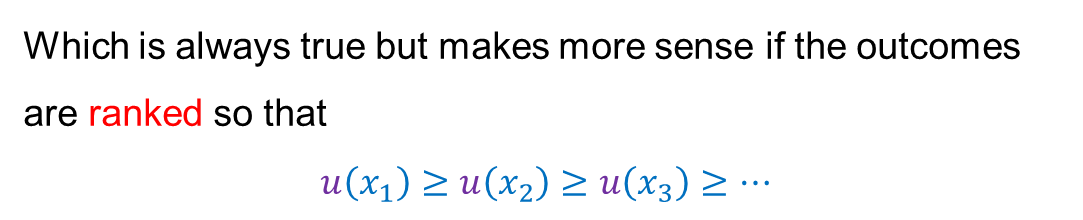 Which is always true but makes more sense if the outcomes
are ranked so that
u(x₁) ≥ u(x₂) ≥ u(x₃) ≥ ⋯